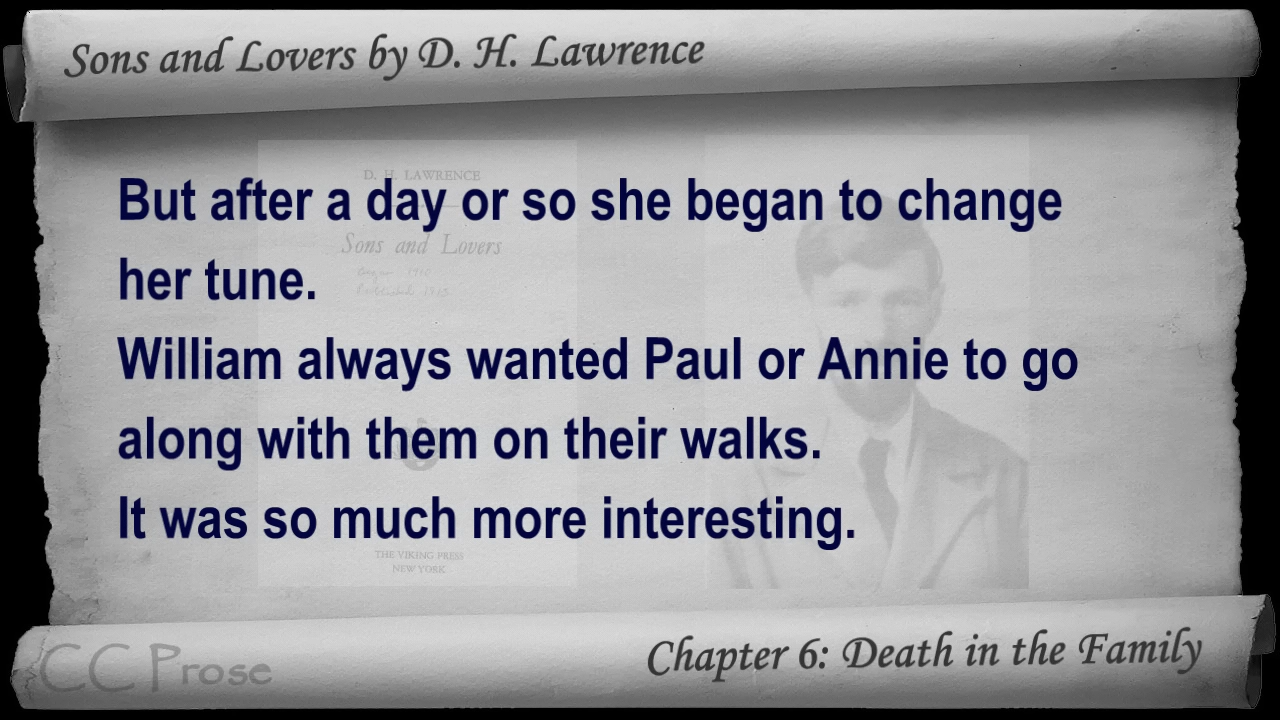 Sons and Lovers by D. H. Lawrence
D. H. LAWRENCE
But after a day or so she began to change
Sons and Lovers
her tune.
William always wanted Paul or Annie to go
along with them on their walks.
It was so much more interesting.
THE VIKING PRESS
NEW YORK
CC Prose
Chapter 6: Death in the Family